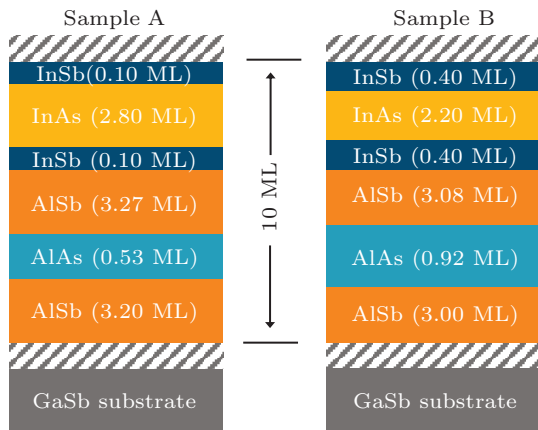 Sample A
InSb(0.10 ML)
InAs (2.80 ML)
InSb (0.10 ML)
AlSb (3.27 ML)
AlAs (0.53 ML)
AlSb (3.20 ML)
GaSb substrate
10 ML
Sample B
InSb (0.40 ML)
InAs (2.20 ML)
InSb (0.40 ML)
AlSb (3.08 ML)
AlAs (0.92 ML)
AlSb (3.00 ML)
GaSb substrate